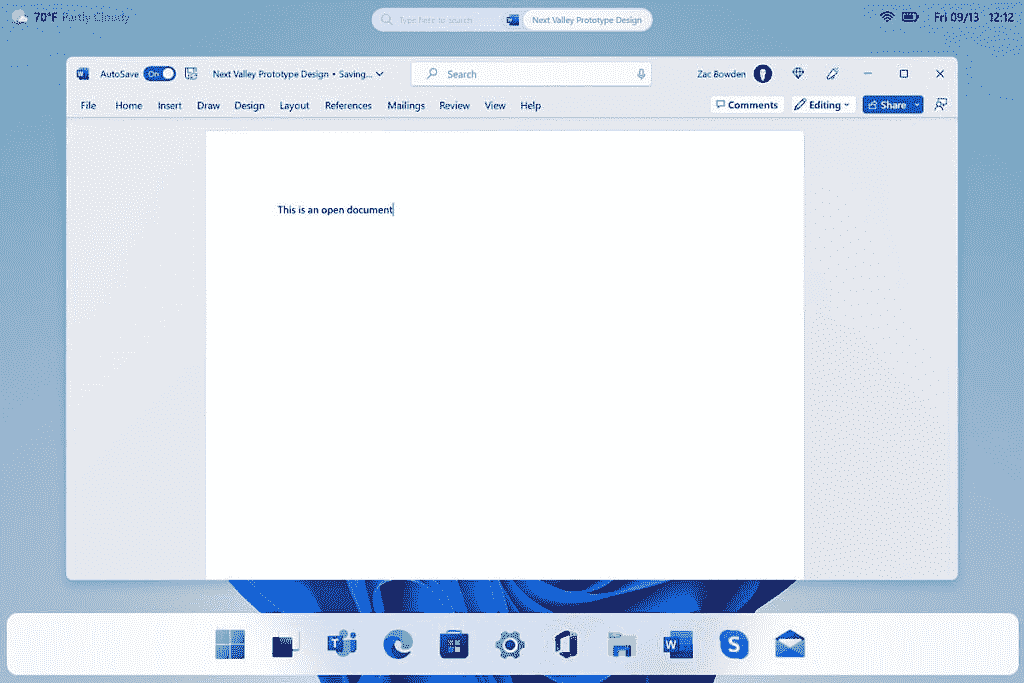 70°F Partly Cloudy
Type here to search
Next Valley Prototype Design
Fri 09/13 12:12
AutoSave On
Next Valley Prototype Design • Saving...
Search
Zac Bowden
File Home Insert Draw Design Layout References Mailings Review View Help
Comments Editing Share
This is an open document